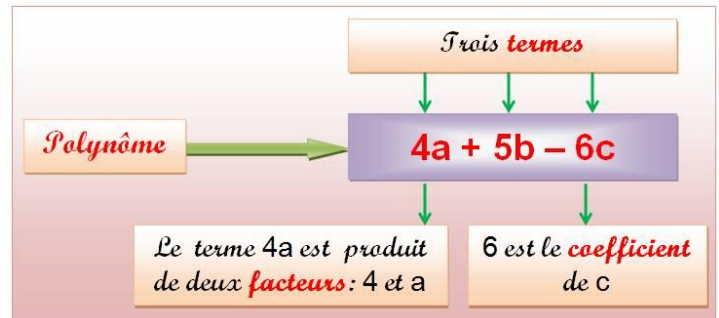 Trois termes
Polynôme
4a + 5b – 6c
Le terme 4a est produit
de deux facteurs: 4 et a
6 est le coefficient
de c